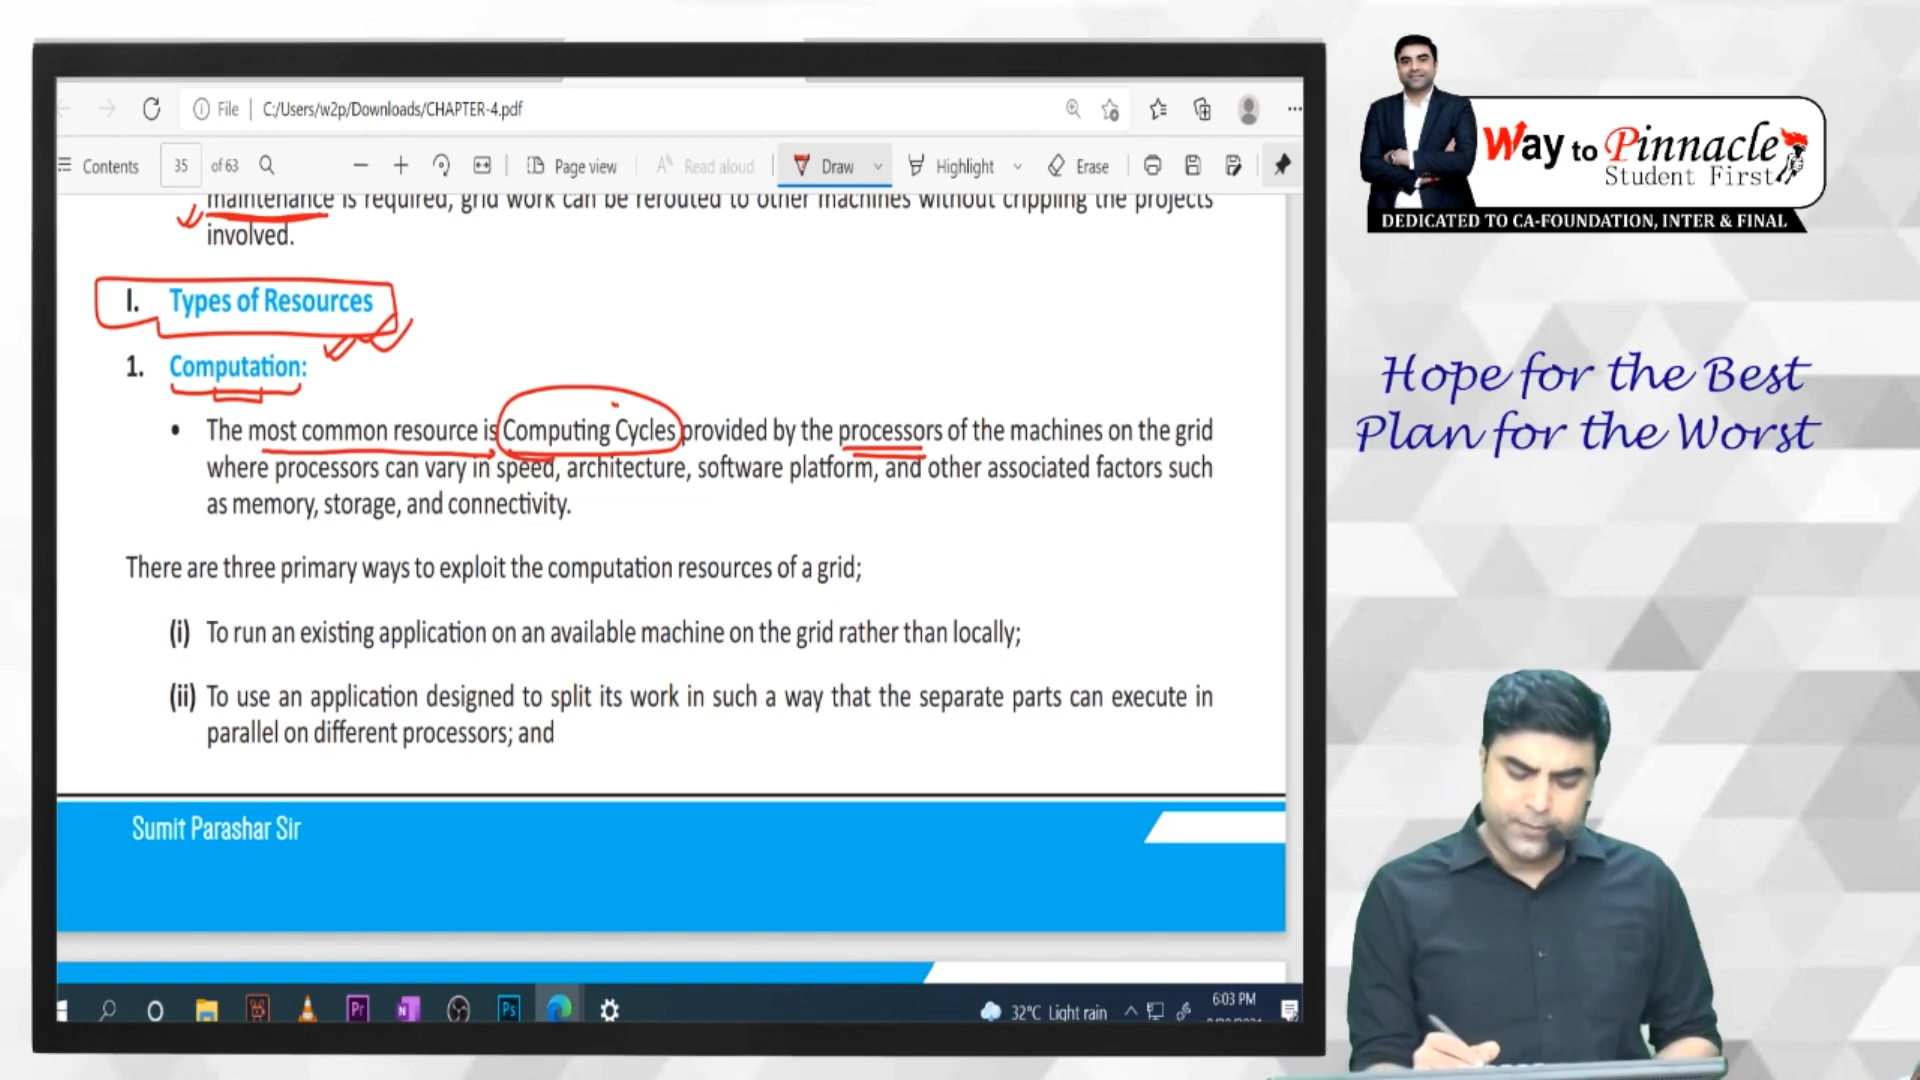 File | C:/Users/w2p/Downloads/CHAPTER-4.pdf
Contents 35 of 63 Page view Read aloud Draw Highlight Erase
maintenance is required, grid work can be rerouted to other machines without crippling the projects
involved.
I. Types of Resources
1. Computation:
• The most common resource is Computing Cycles provided by the processors of the machines on the grid
where processors can vary in speed, architecture, software platform, and other associated factors such
as memory, storage, and connectivity.
There are three primary ways to exploit the computation resources of a grid;
(i) To run an existing application on an available machine on the grid rather than locally;
(ii) To use an application designed to split its work in such a way that the separate parts can execute in
parallel on different processors; and
Sumit Parashar Sir
Pr N Ps
32°C Light rain
6:03 PM
Way to Pinnacle
Student First
DEDICATED TO CA-FOUNDATION, INTER & FINAL
Hope for the Best
Plan for the Worst